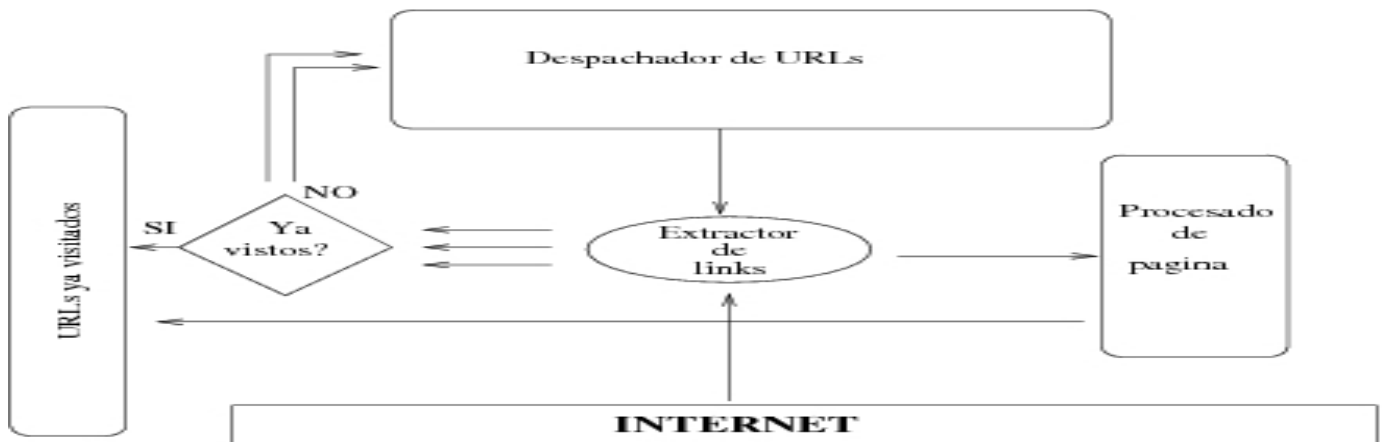 Despachador de URLs
NO
SI
Ya
vistos?
URLs ya visitados
Extractor
de
links
Procesado
de
pagina
INTERNET